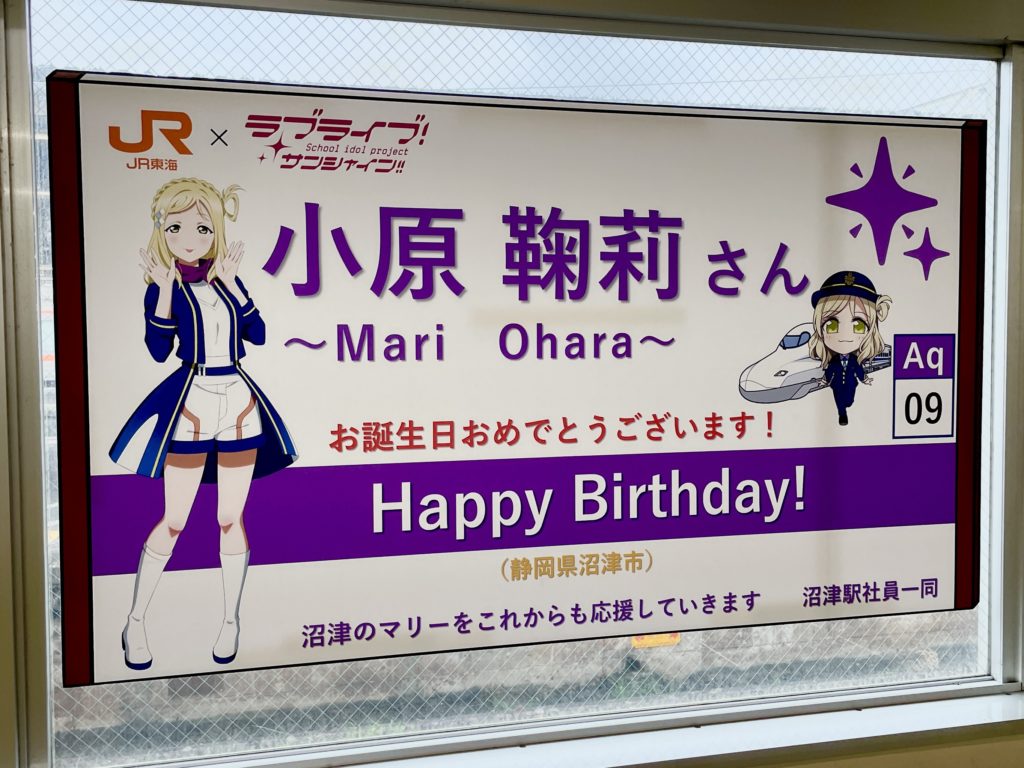 JR
JR東海
×
ラブライブ!
School idol project
サンシャイン!!
小原 鞠莉 さん
～Mari Ohara～
Aq
09
お誕生日おめでとうございます！
Happy Birthday!
（静岡県沼津市）
沼津のマリーをこれからも応援していきます
沼津駅社員一同